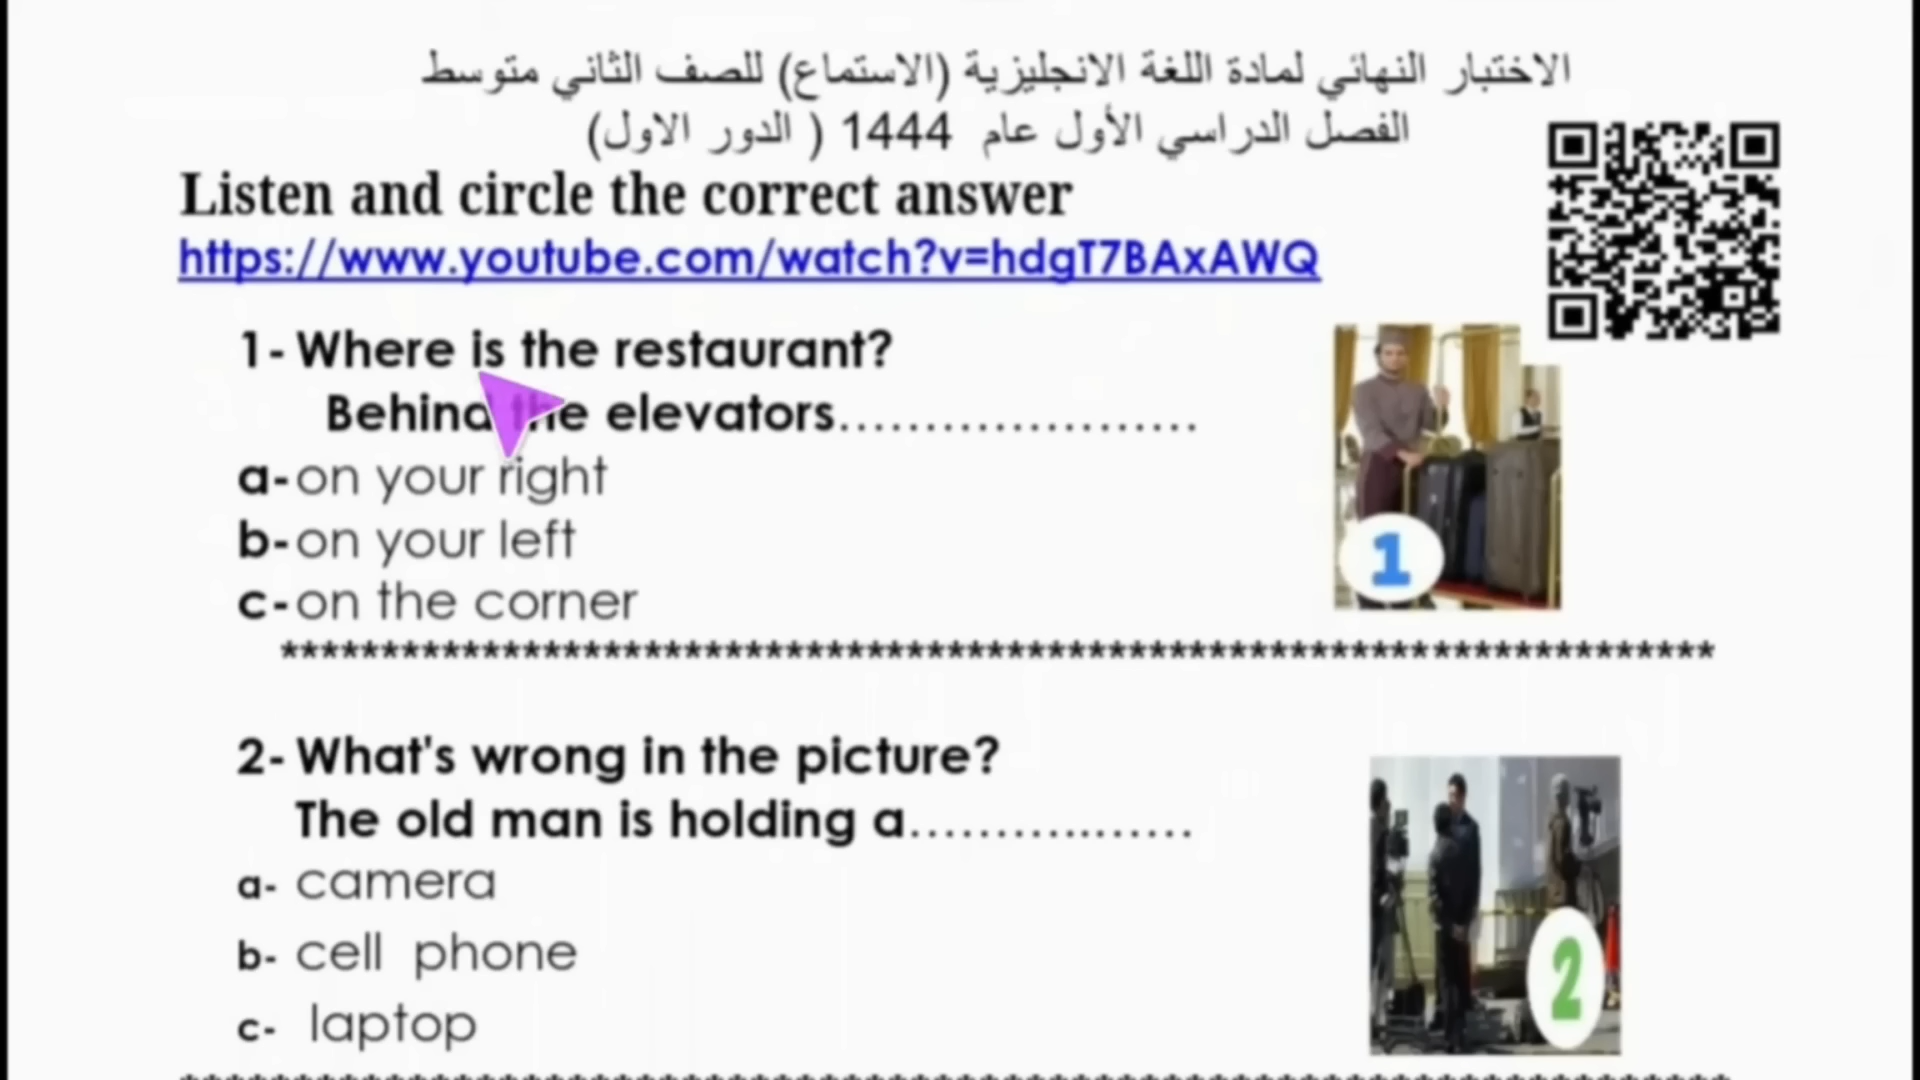 الاختبار النهائي لمادة اللغة الانجليزية (الاستماع) للصف الثاني متوسط
الفصل الدراسي الأول عام 1444 ( الدور الاول)
Listen and circle the correct answer
https://www.youtube.com/watch?v=hdgT7BAxAWQ
1- Where is the restaurant?
Behind the elevators.....................
a- on your right
b- on your left
c- on the corner
1
***********************************************************************
2- What's wrong in the picture?
The old man is holding a.................
a- camera
b- cell phone
c- laptop
2